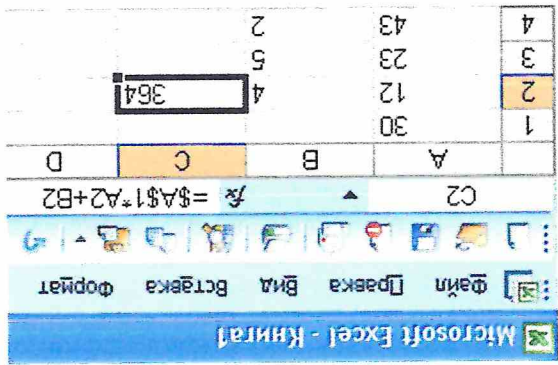 Microsoft Excel - Книга1
Файл Правка Вид Вставка Формат
C2 fx =$A$1*A2+B2
A B C D
1 30
2 12 4 364
3 23 5
4 43 2